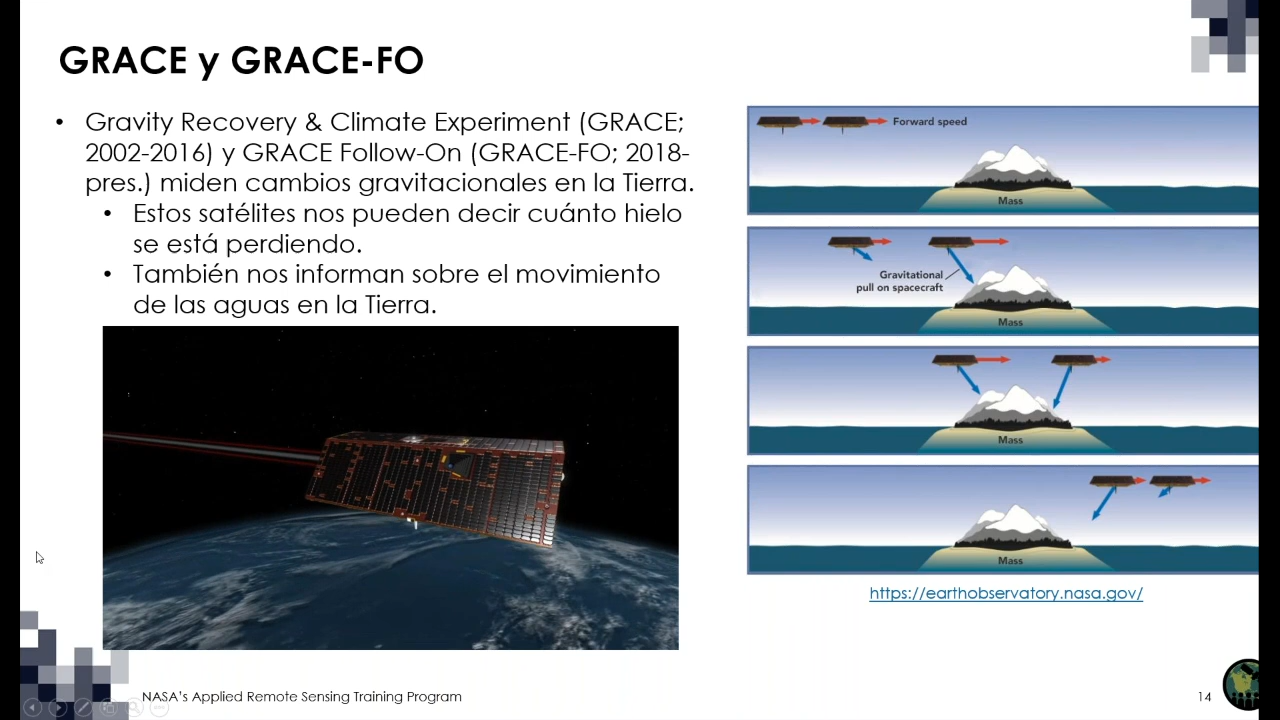 GRACE y GRACE-FO
• Gravity Recovery & Climate Experiment (GRACE;
2002-2016) y GRACE Follow-On (GRACE-FO; 2018-
pres.) miden cambios gravitacionales en la Tierra.
• Estos satélites nos pueden decir cuánto hielo
se está perdiendo.
• También nos informan sobre el movimiento
de las aguas en la Tierra.
Forward speed
Mass
Gravitational
pull on spacecraft
Mass
Mass
Mass
https://earthobservatory.nasa.gov/
NASA's Applied Remote Sensing Training Program
14